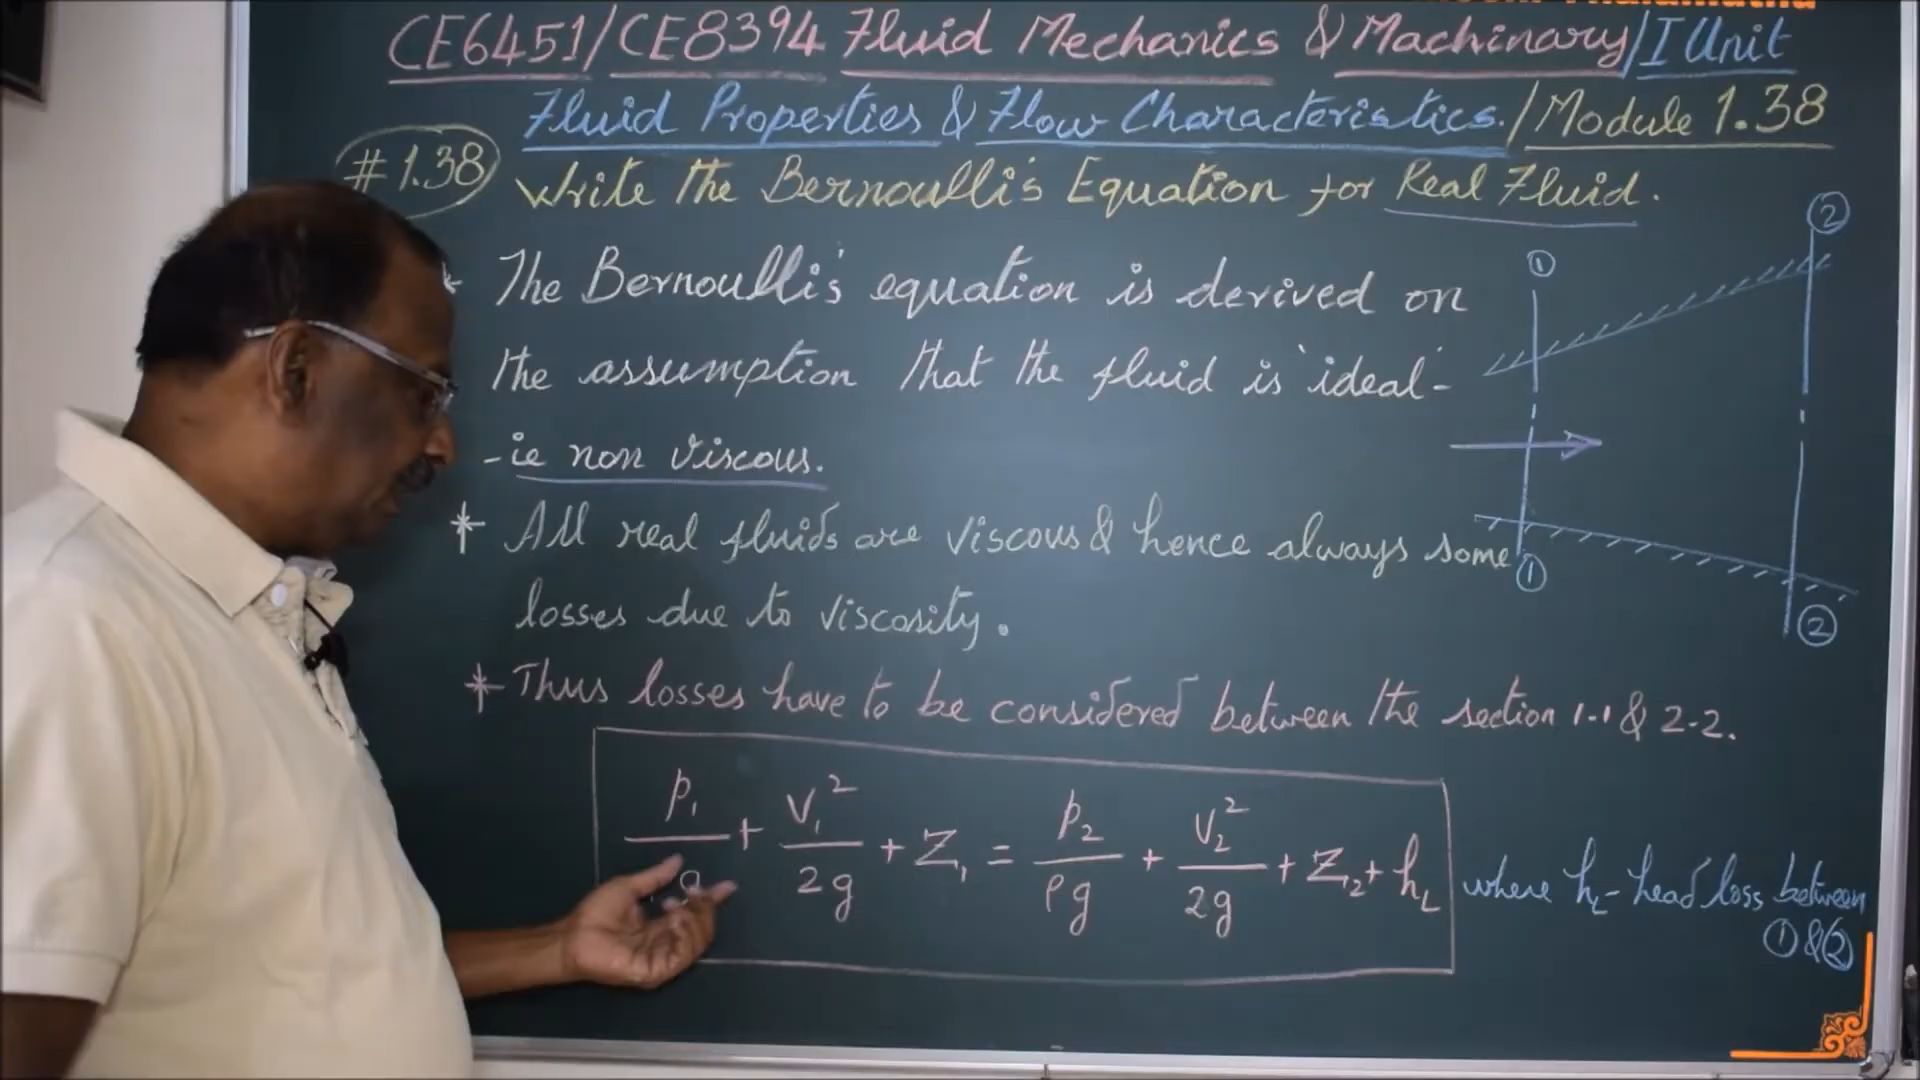 CE6451/CE8394 Fluid Mechanics & Machinary/I Unit
Fluid Properties & Flow Characteristics./Module 1.38
#1.38 Write the Bernoulli's Equation for Real Fluid.
The Bernoulli's equation is derived on
the assumption that the fluid is 'ideal'-
-ie non viscous.
* All real fluids are viscous & hence always some
losses due to viscosity.
* Thus losses have to be considered between the section 1-1 & 2-2.
p₁/ g + V₁²/2g + Z₁ = p₂/ρg + V₂²/2g + Z₂ + h_L where h_L - head loss between
① & ②
①
②
①
②